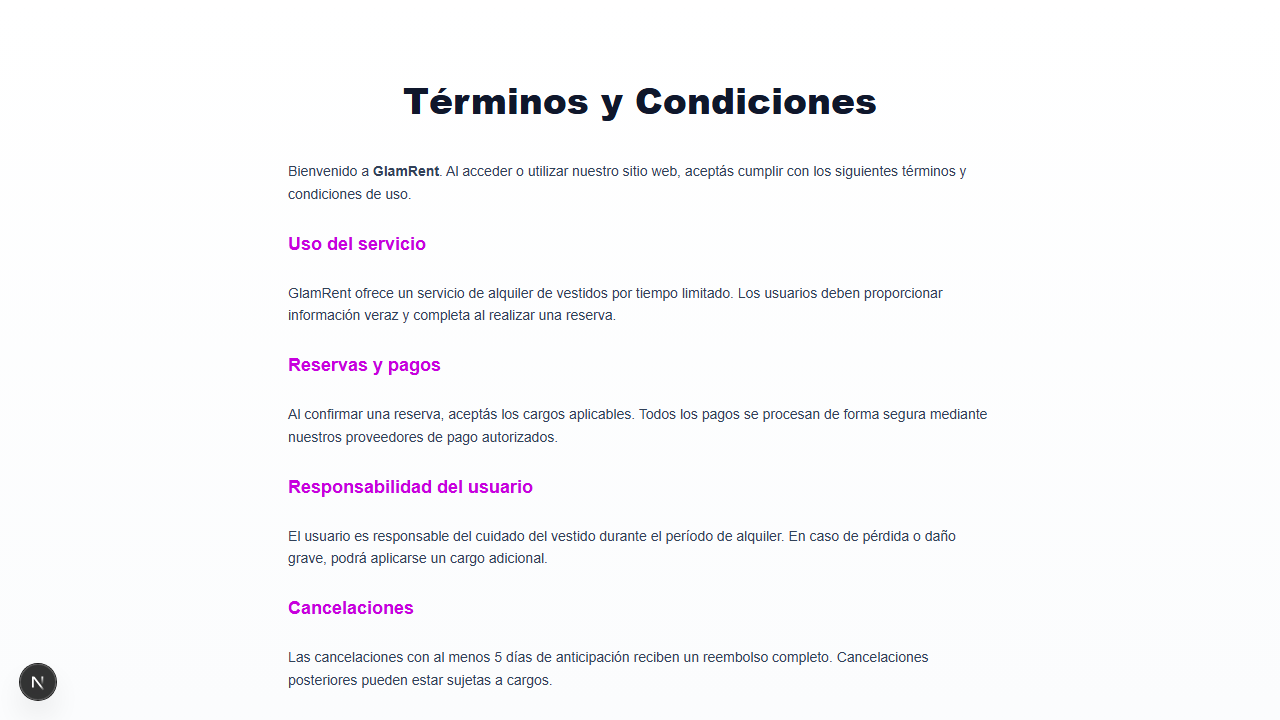 Términos y Condiciones
Bienvenido a GlamRent. Al acceder o utilizar nuestro sitio web, aceptás cumplir con los siguientes términos y
condiciones de uso.
Uso del servicio
GlamRent ofrece un servicio de alquiler de vestidos por tiempo limitado. Los usuarios deben proporcionar
información veraz y completa al realizar una reserva.
Reservas y pagos
Al confirmar una reserva, aceptás los cargos aplicables. Todos los pagos se procesan de forma segura mediante
nuestros proveedores de pago autorizados.
Responsabilidad del usuario
El usuario es responsable del cuidado del vestido durante el período de alquiler. En caso de pérdida o daño
grave, podrá aplicarse un cargo adicional.
Cancelaciones
Las cancelaciones con al menos 5 días de anticipación reciben un reembolso completo. Cancelaciones
posteriores pueden estar sujetas a cargos.
N